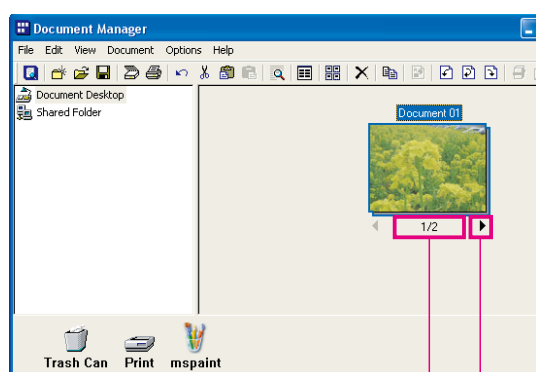 Document Manager
File Edit View Document Options Help
Document Desktop
Shared Folder
Document 01
1/2
Trash Can Print mspaint